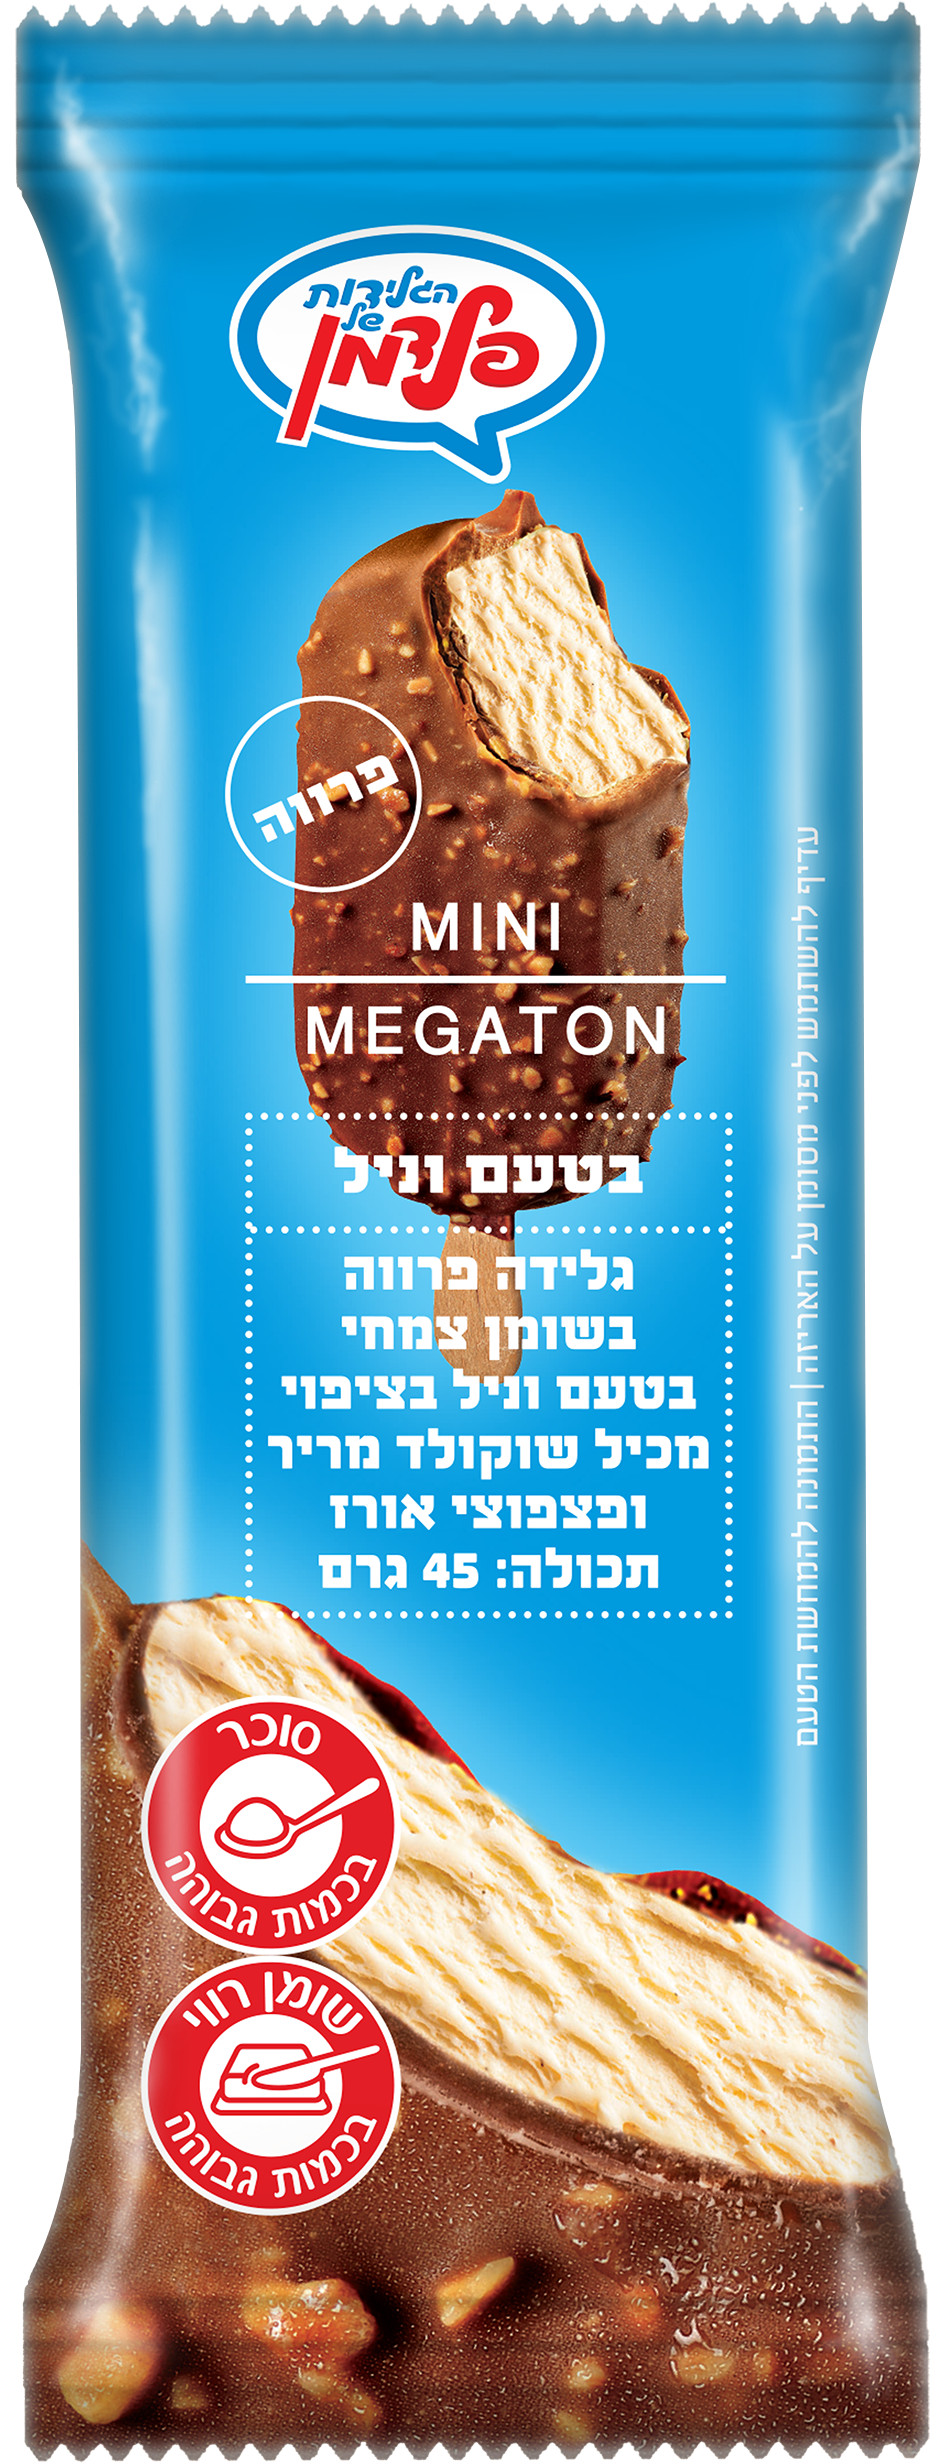 הגלידות
של
פלדמן
פרווה
MINI
MEGATON
בטעם וניל
גלידה פרווה
בשומן צמחי
בטעם וניל בציפוי
מכיל שוקולד מריר
ופצפוצי אורז
תכולה: 45 גרם
עדיף להשתמש לפני מסומן על האריזה | התמונה להמחשת הטעם
סוכר
בכמות גבוהה
שומן רווי
בכמות גבוהה